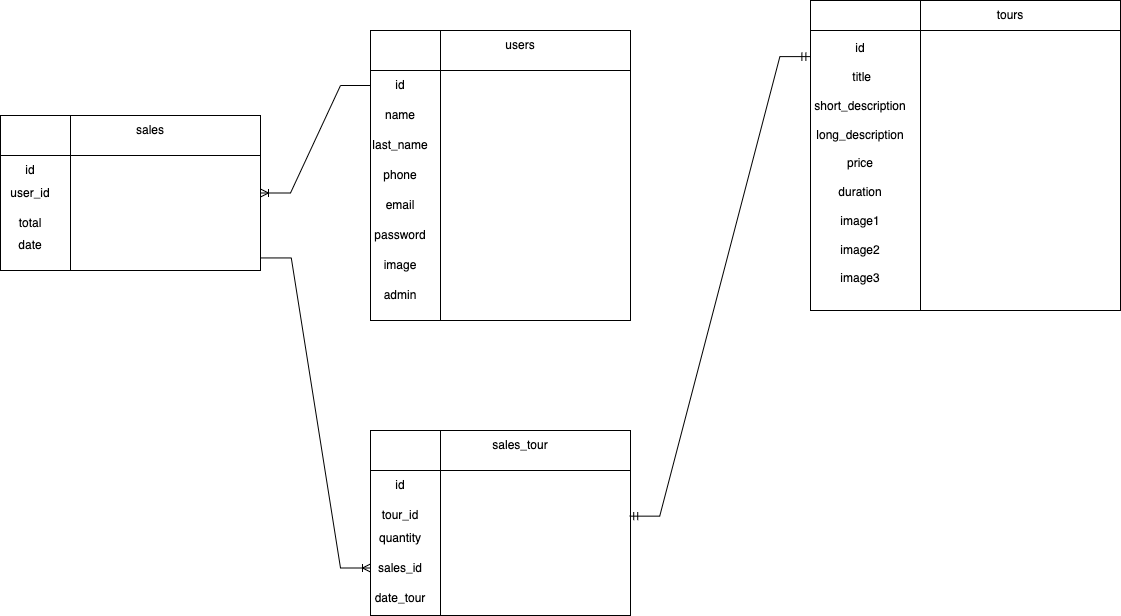 sales
id
user_id
total
date
users
id
name
last_name
phone
email
password
image
admin
tours
id
title
short_description
long_description
price
duration
image1
image2
image3
sales_tour
id
tour_id
quantity
sales_id
date_tour